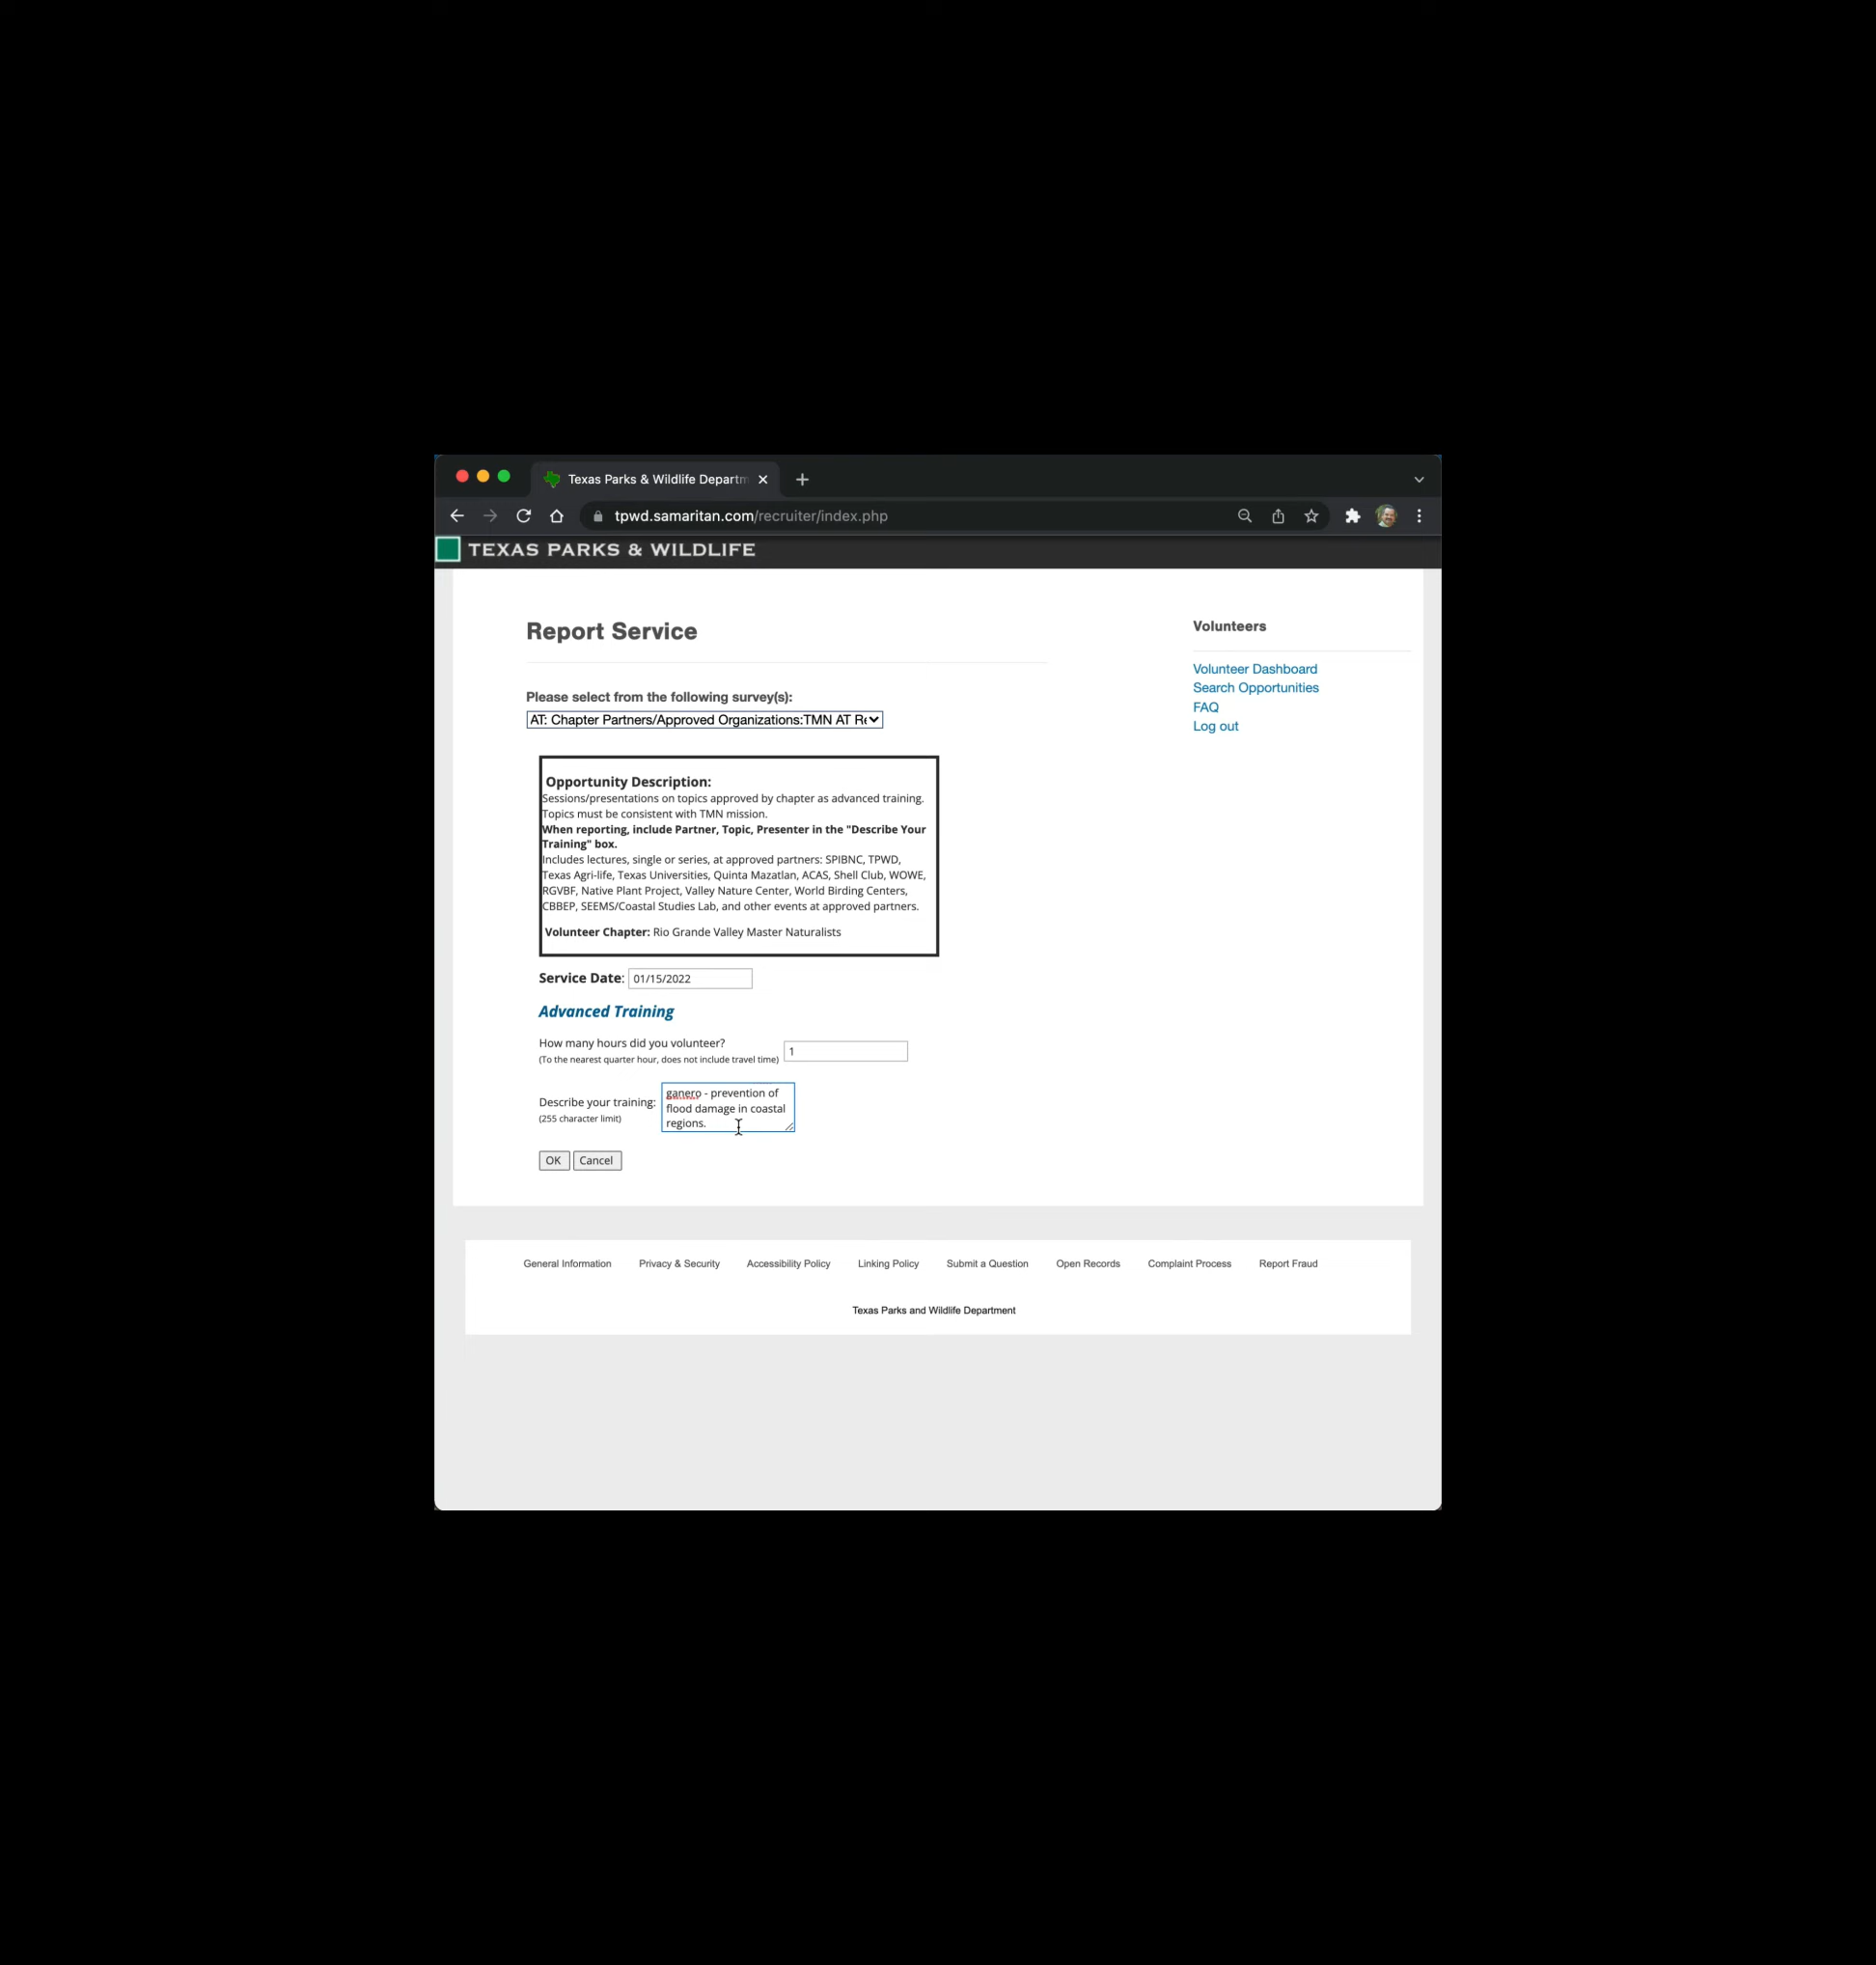 Texas Parks & Wildlife Departm
tpwd.samaritan.com/recruiter/index.php
TEXAS PARKS & WILDLIFE
Report Service
Please select from the following survey(s):
AT: Chapter Partners/Approved Organizations:TMN AT Re
Opportunity Description:
Sessions/presentations on topics approved by chapter as advanced training.
Topics must be consistent with TMN mission.
When reporting, include Partner, Topic, Presenter in the "Describe Your
Training" box.
Includes lectures, single or series, at approved partners: SPIBNC, TPWD,
Texas Agri-life, Texas Universities, Quinta Mazatlan, ACAS, Shell Club, WOWE,
RGVBF, Native Plant Project, Valley Nature Center, World Birding Centers,
CBBEP, SEEMS/Coastal Studies Lab, and other events at approved partners.
Volunteer Chapter: Rio Grande Valley Master Naturalists
Service Date: 01/15/2022
Advanced Training
How many hours did you volunteer?
(To the nearest quarter hour, does not include travel time)
1
Describe your training:
(255 character limit)
ganero - prevention of
flood damage in coastal
regions.
OK Cancel
Volunteers
Volunteer Dashboard
Search Opportunities
FAQ
Log out
General Information Privacy & Security Accessibility Policy Linking Policy Submit a Question Open Records Complaint Process Report Fraud
Texas Parks and Wildlife Department